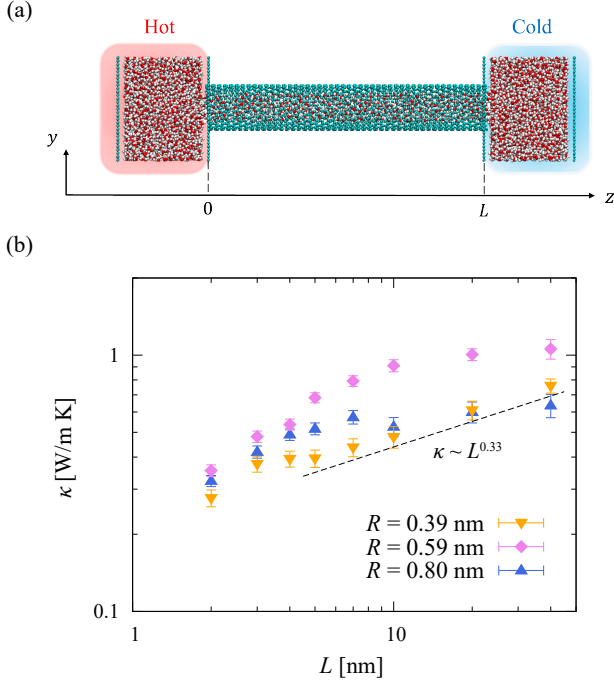 (a)
Hot
Cold
y
0
L
z
(b)
κ [W/m K]
1
0.1
κ ~ L^0.33
R = 0.39 nm
R = 0.59 nm
R = 0.80 nm
1
10
L [nm]